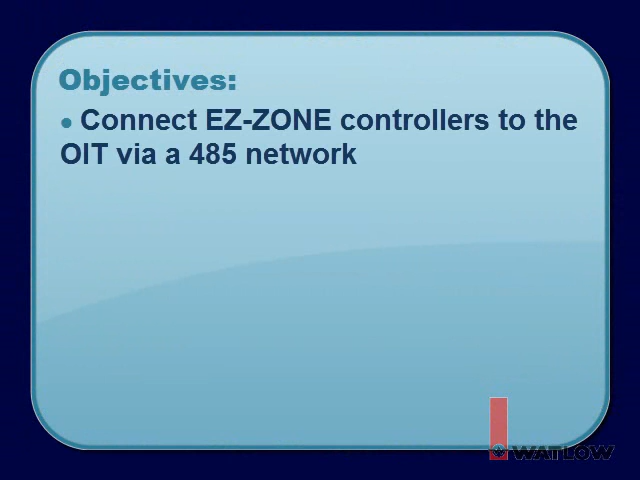 Objectives:
● Connect EZ-ZONE controllers to the
OIT via a 485 network
WATLOW